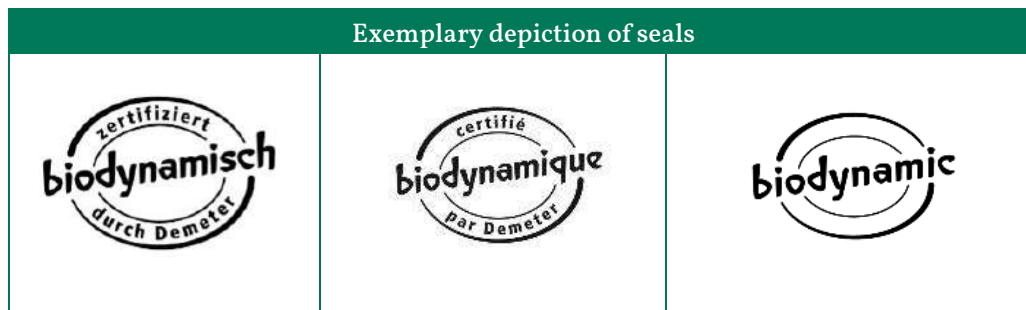 Exemplary depiction of seals
zertifiziert
biodynamisch
durch Demeter
certifié
biodynamique
par Demeter
biodynamic